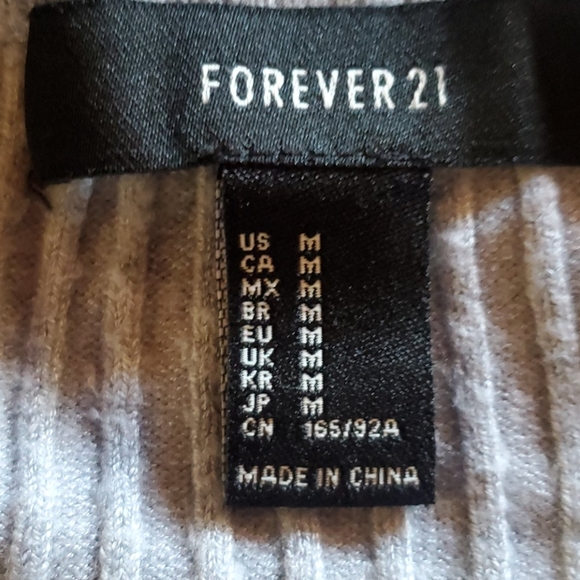 FOREVER 21
US M
CA M
MX M
BR M
EU M
UK M
KR M
JP M
CN 165/92A
MADE IN CHINA